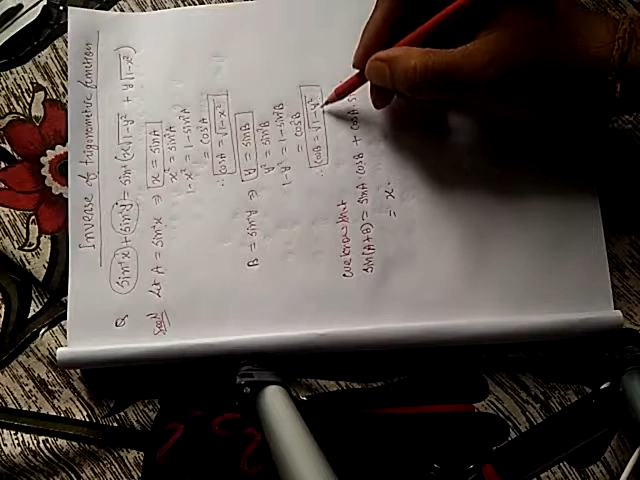 Inverse of trigonometric function
Q sin⁻¹x + sin⁻¹y = sin⁻¹(x√1-y² + y√1-x²)
Solⁿ Let A = sin⁻¹x ⇒ x = sinA
x² = sin²A
1-x² = 1-sin²A
= cos²A
∴ cosA = √1-x²
B = sin⁻¹y ⇒ y = sinB
y² = sin²B
1-y² = 1-sin²B
= cos²B
∴ cosB = √1-y²
we know that
sin(A+B) = sinA·cosB + cosA·s
= x·